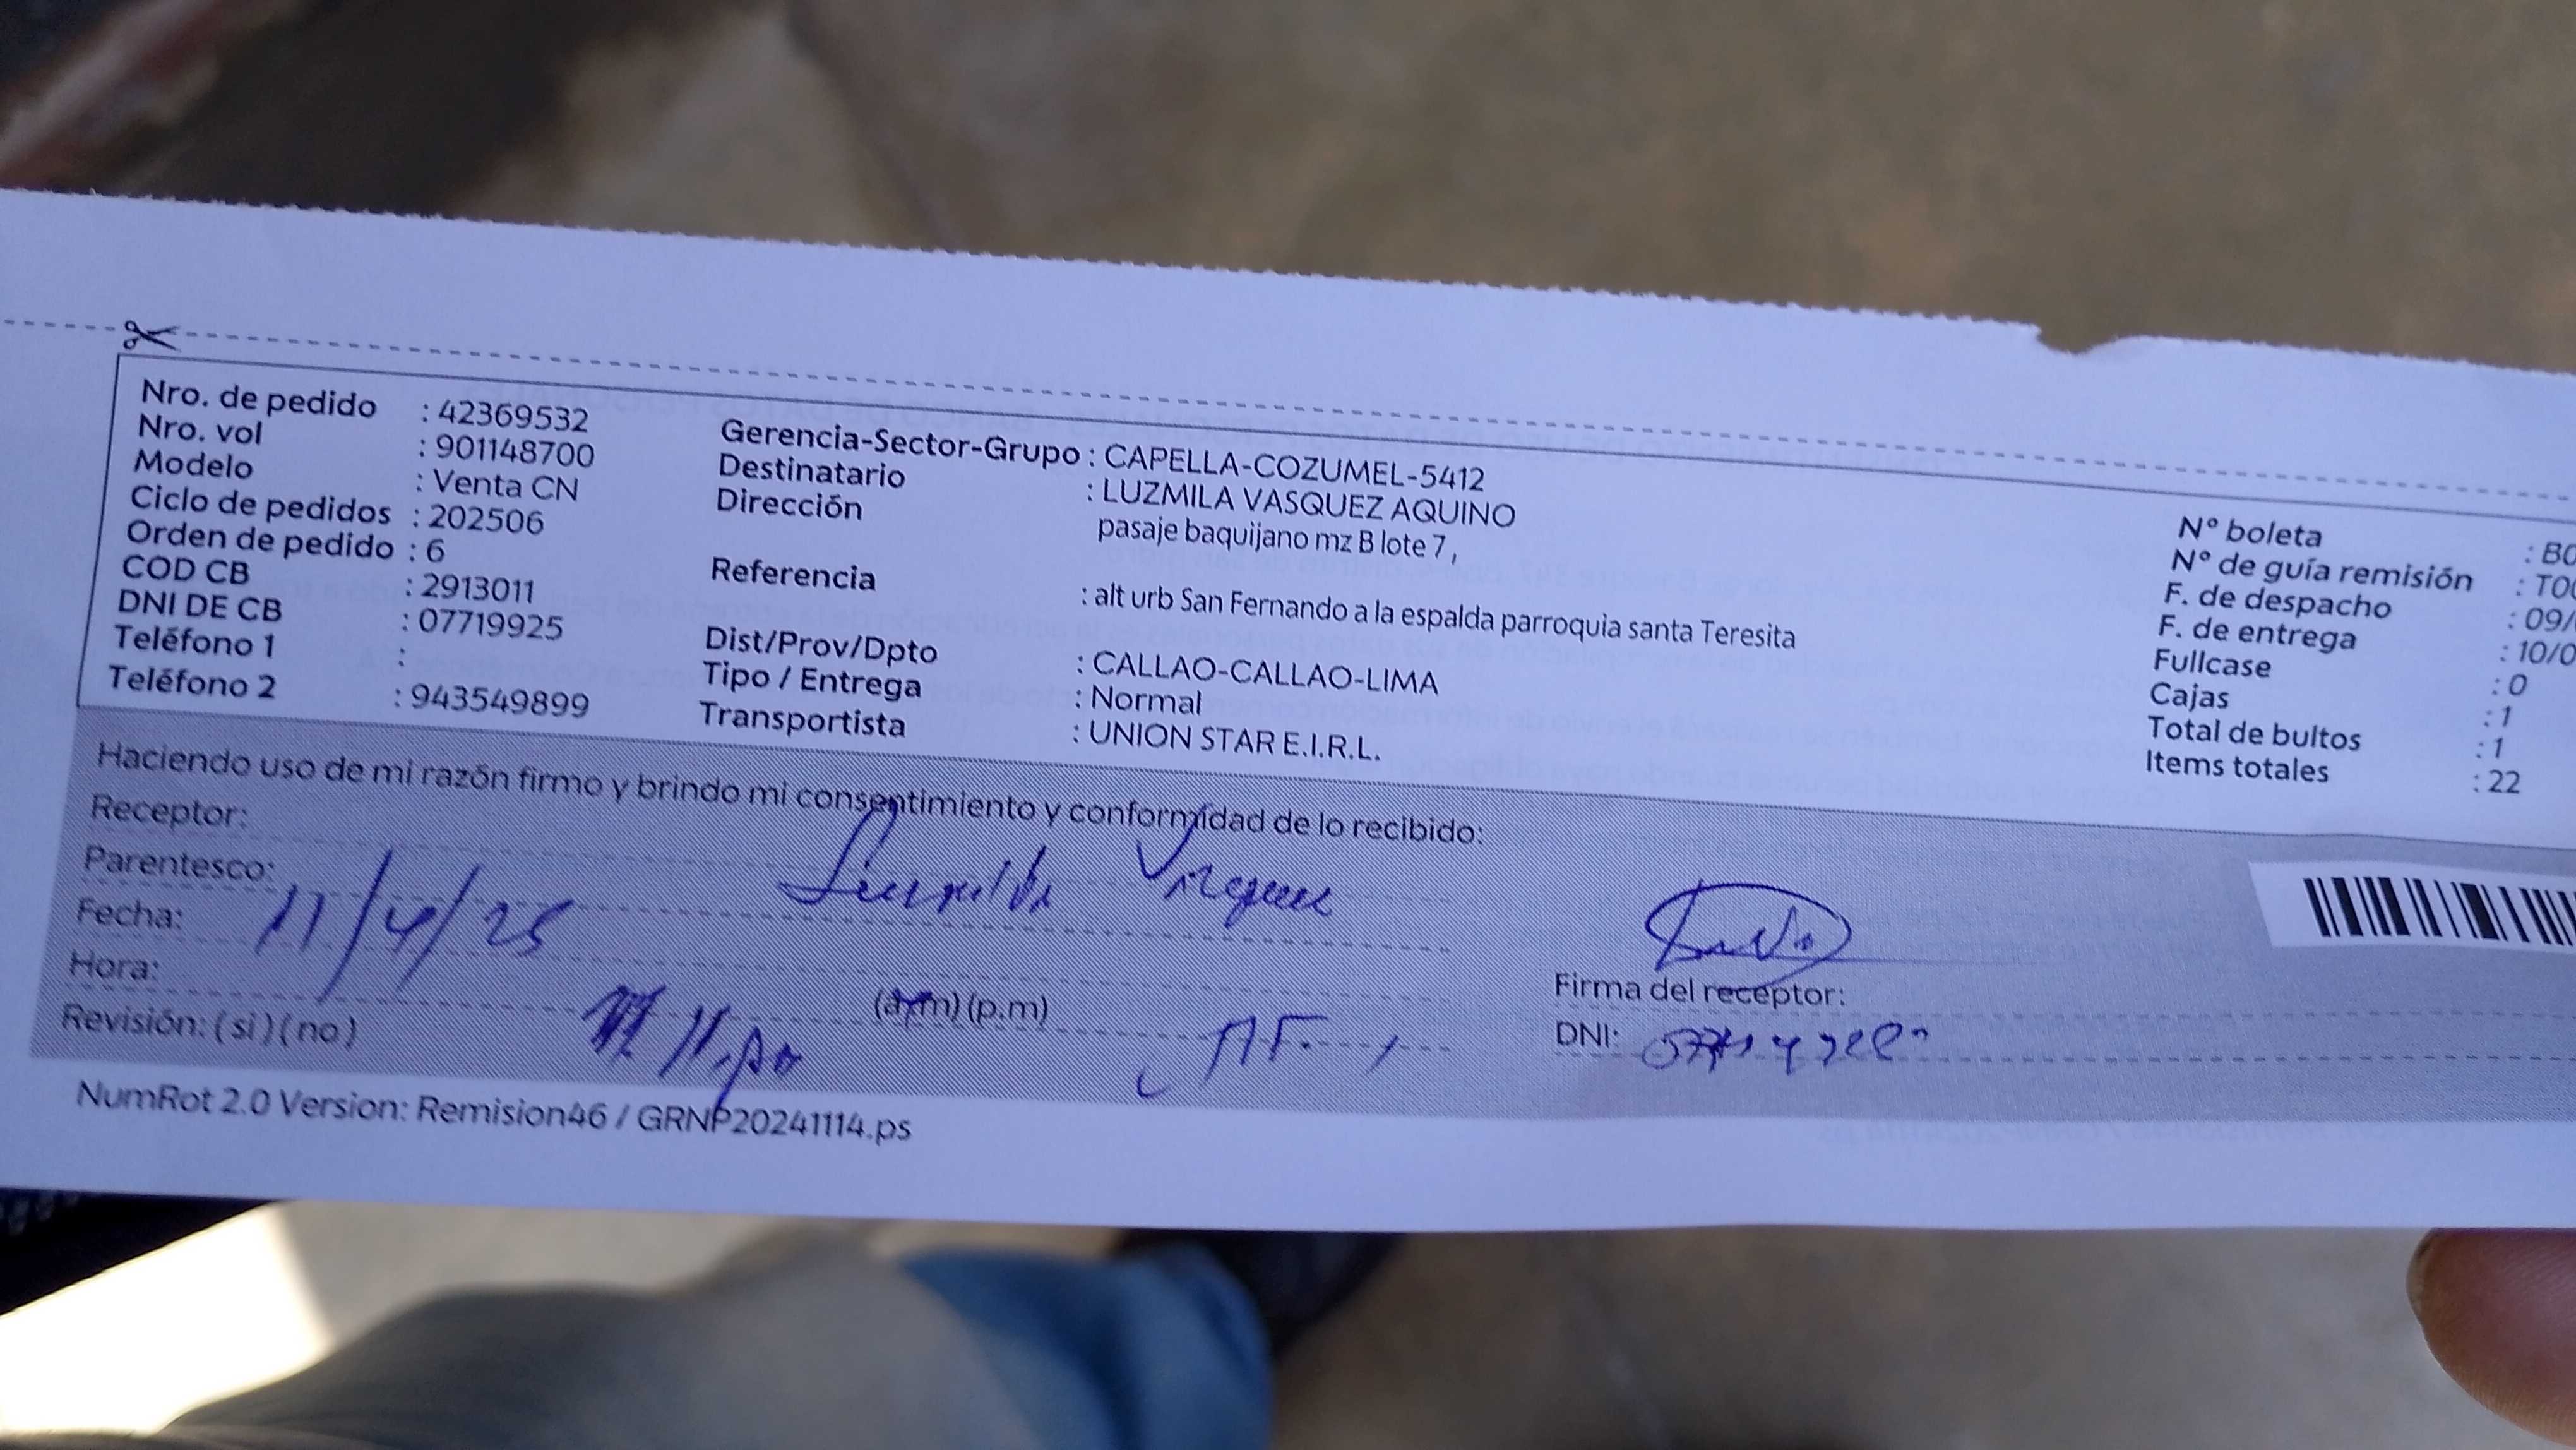 Nro. de pedido : 42369532
Nro. vol : 901148700
Modelo : Venta CN
Ciclo de pedidos : 202506
Orden de pedido : 6
COD CB : 2913011
DNI DE CB : 07719925
Teléfono 1 :
Teléfono 2 : 943549899
Gerencia-Sector-Grupo : CAPELLA-COZUMEL-5412
Destinatario : LUZMILA VASQUEZ AQUINO
Dirección pasaje baquijano mz B lote 7 ,
Referencia : alt urb San Fernando a la espalda parroquia santa Teresita
Dist/Prov/Dpto : CALLAO-CALLAO-LIMA
Tipo / Entrega : Normal
Transportista : UNION STAR E.I.R.L.
N° boleta : B0
N° de guía remisión : T00
F. de despacho : 09/
F. de entrega : 10/0
Fullcase : 0
Cajas : 1
Total de bultos : 1
Items totales : 22
Haciendo uso de mi razón firmo y brindo mi consentimiento y conformidad de lo recibido:
Receptor:
Parentesco:
Fecha: 11/4/25
Hora: (a.m) (p.m)
Revisión: ( si ) ( no )
Firma del receptor:
DNI:
NumRot 2.0 Version: Remision46 / GRNP20241114.ps